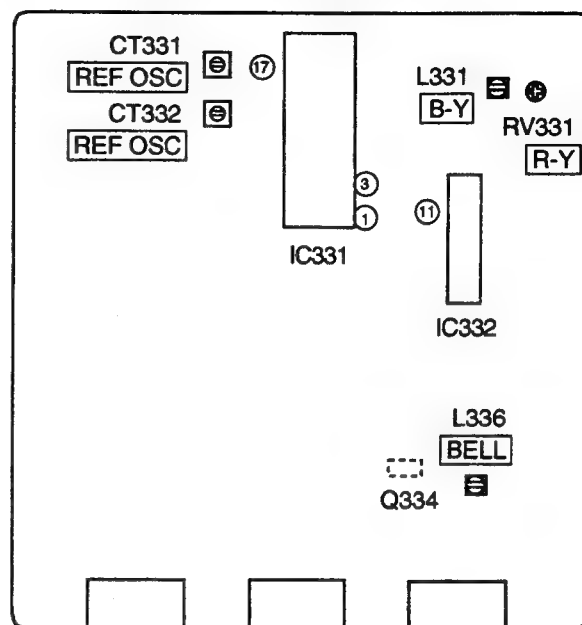 CT331
REF OSC
17
CT332
REF OSC
L331
B-Y
RV331
R-Y
3
1
11
IC331
IC332
L336
BELL
Q334